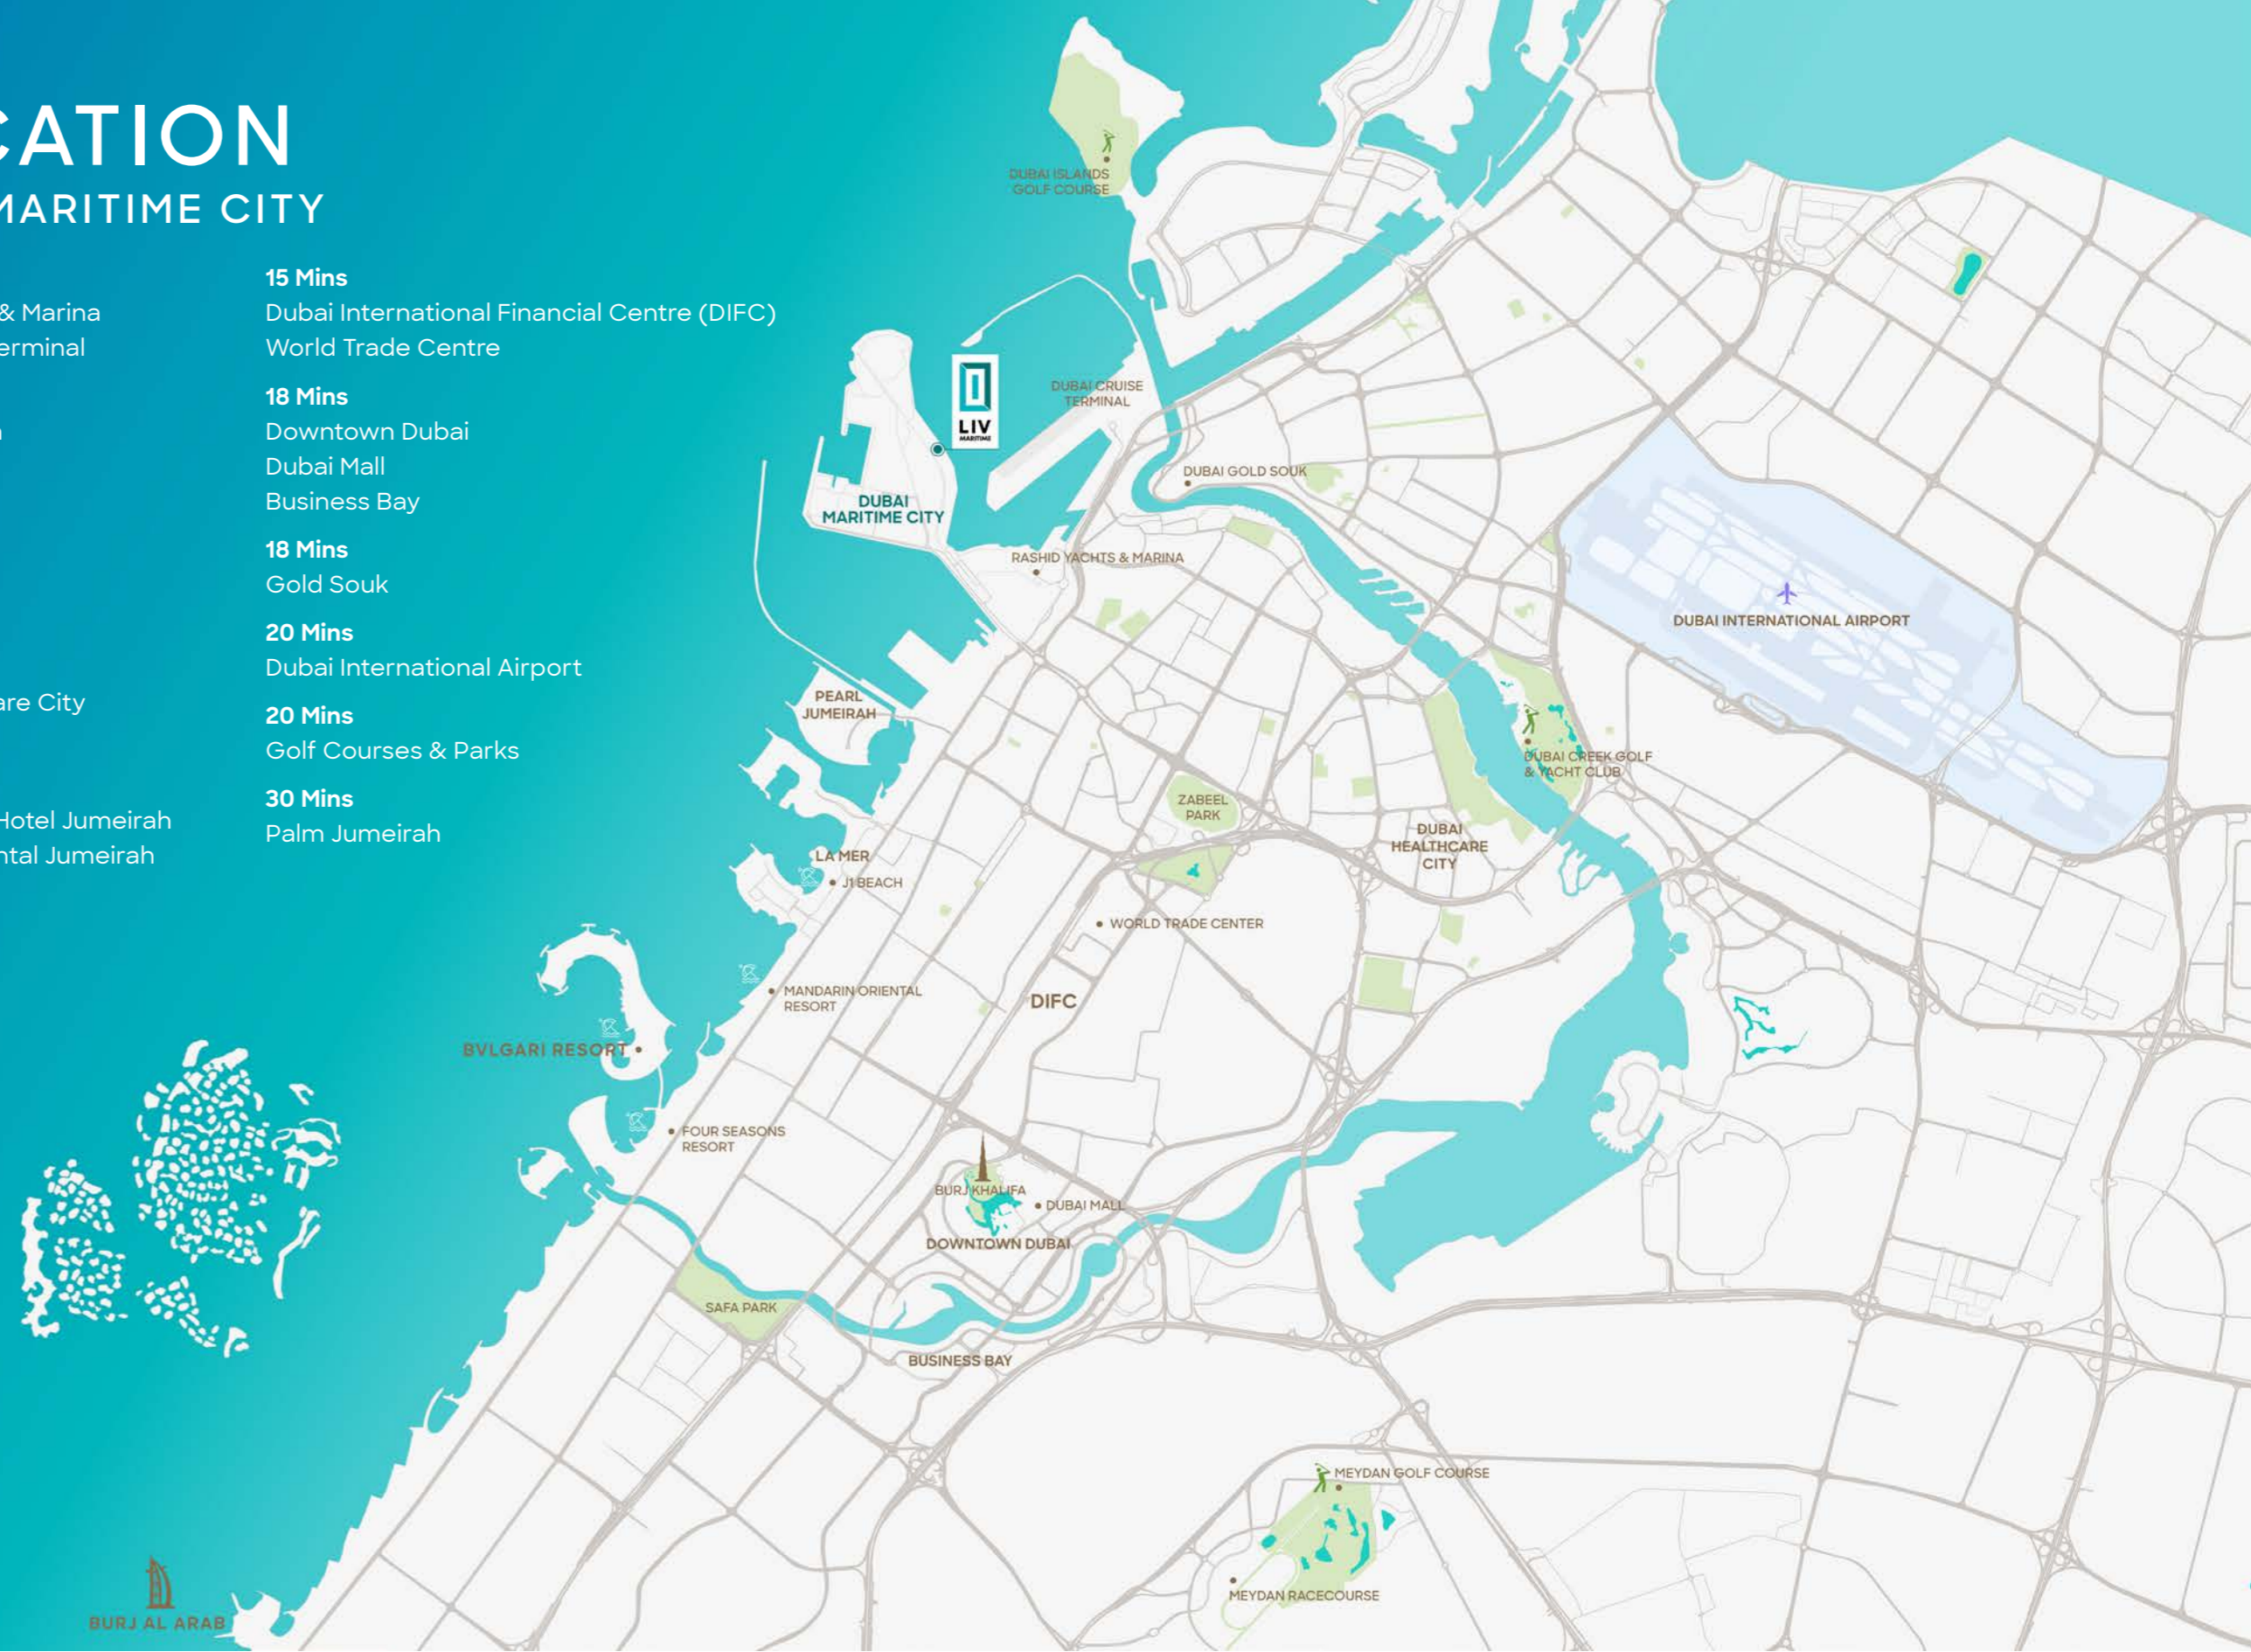 CATION
MARITIME CITY
& Marina
are City
Hotel Jumeirah
Jumeirah
15 Mins
Dubai International Financial Centre (DIFC)
World Trade Centre
18 Mins
Downtown Dubai
Dubai Mall
Business Bay
18 Mins
Gold Souk
20 Mins
Dubai International Airport
20 Mins
Golf Courses & Parks
30 Mins
Palm Jumeirah
DUBAI ISLANDS
GOLF COURSE
LIV
MARITIME
DUBAI CRUISE
TERMINAL
DUBAI GOLD SOUK
DUBAI
MARITIME CITY
RASHID YACHTS & MARINA
DUBAI INTERNATIONAL AIRPORT
PEARL
JUMEIRAH
DUBAI CREEK GOLF
& YACHT CLUB
ZABEEL
PARK
DUBAI
HEALTHCARE
CITY
LA MER
J1 BEACH
WORLD TRADE CENTER
MANDARIN ORIENTAL
RESORT
DIFC
BVLGARI RESORT
FOUR SEASONS
RESORT
BURJ KHALIFA
DUBAI MALL
DOWNTOWN DUBAI
SAFA PARK
BUSINESS BAY
MEYDAN GOLF COURSE
MEYDAN RACECOURSE
BURJ AL ARAB